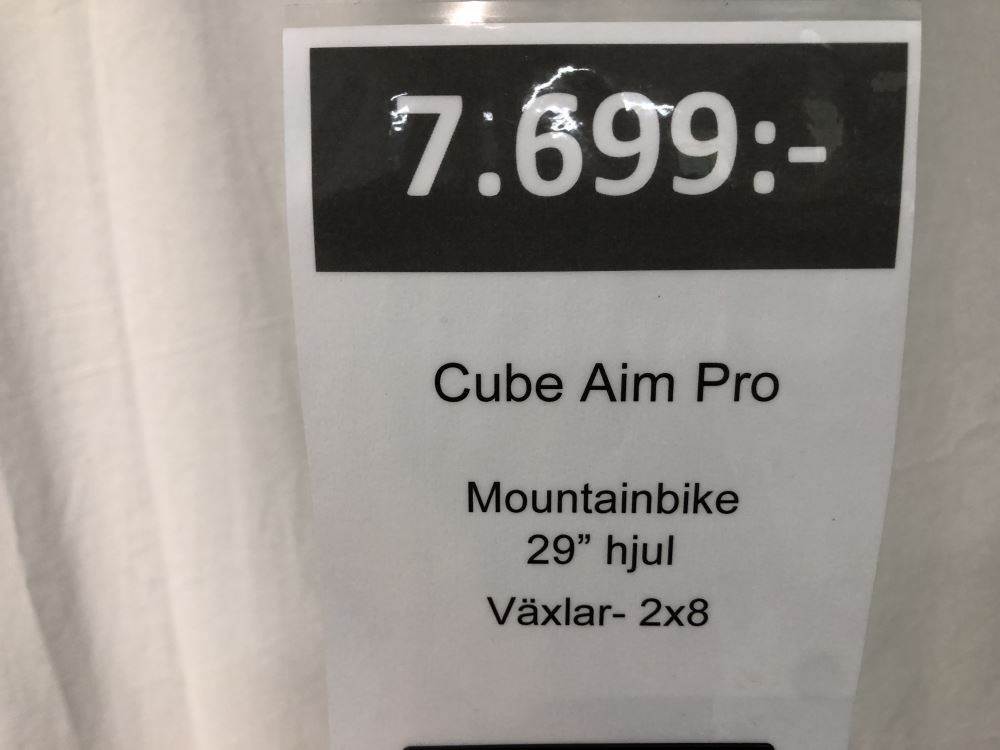 7.699:-
Cube Aim Pro
Mountainbike
29” hjul
Växlar- 2x8